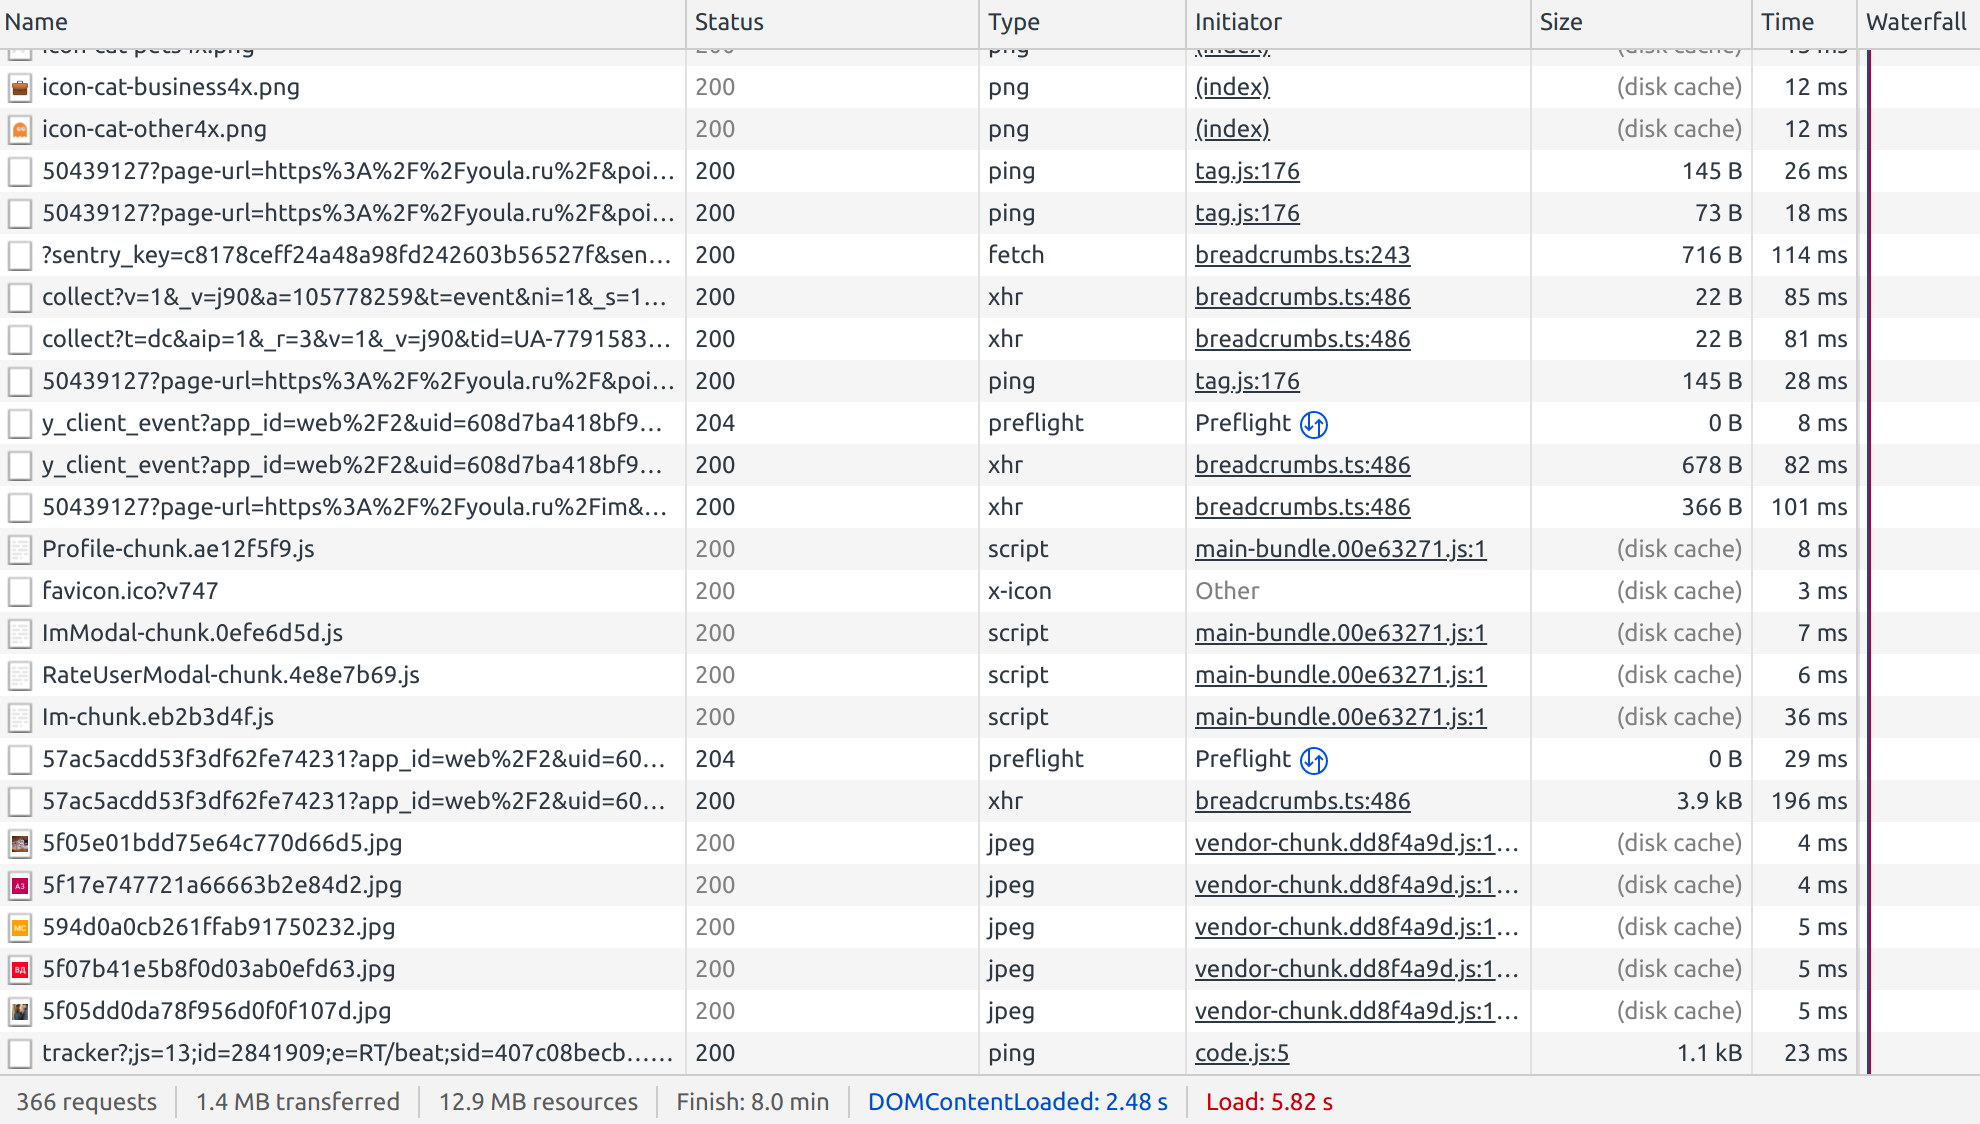 Name Status Type Initiator Size Time Waterfall
icon-cat-pets4x.png 200 png (index) (disk cache) 13 ms
icon-cat-business4x.png 200 png (index) (disk cache) 12 ms
icon-cat-other4x.png 200 png (index) (disk cache) 12 ms
50439127?page-url=https%3A%2F%2Fyoula.ru%2F&poi… 200 ping tag.js:176 145 B 26 ms
50439127?page-url=https%3A%2F%2Fyoula.ru%2F&poi… 200 ping tag.js:176 73 B 18 ms
?sentry_key=c8178ceff24a48a98fd242603b56527f&sen… 200 fetch breadcrumbs.ts:243 716 B 114 ms
collect?v=1&_v=j90&a=105778259&t=event&ni=1&_s=1… 200 xhr breadcrumbs.ts:486 22 B 85 ms
collect?t=dc&aip=1&_r=3&v=1&_v=j90&tid=UA-7791583… 200 xhr breadcrumbs.ts:486 22 B 81 ms
50439127?page-url=https%3A%2F%2Fyoula.ru%2F&poi… 200 ping tag.js:176 145 B 28 ms
y_client_event?app_id=web%2F2&uid=608d7ba418bf9… 204 preflight Preflight 0 B 8 ms
y_client_event?app_id=web%2F2&uid=608d7ba418bf9… 200 xhr breadcrumbs.ts:486 678 B 82 ms
50439127?page-url=https%3A%2F%2Fyoula.ru%2Fim&… 200 xhr breadcrumbs.ts:486 366 B 101 ms
Profile-chunk.ae12f5f9.js 200 script main-bundle.00e63271.js:1 (disk cache) 8 ms
favicon.ico?v747 200 x-icon Other (disk cache) 3 ms
ImModal-chunk.0efe6d5d.js 200 script main-bundle.00e63271.js:1 (disk cache) 7 ms
RateUserModal-chunk.4e8e7b69.js 200 script main-bundle.00e63271.js:1 (disk cache) 6 ms
Im-chunk.eb2b3d4f.js 200 script main-bundle.00e63271.js:1 (disk cache) 36 ms
57ac5acdd53f3df62fe74231?app_id=web%2F2&uid=60… 204 preflight Preflight 0 B 29 ms
57ac5acdd53f3df62fe74231?app_id=web%2F2&uid=60… 200 xhr breadcrumbs.ts:486 3.9 kB 196 ms
5f05e01bdd75e64c770d66d5.jpg 200 jpeg vendor-chunk.dd8f4a9d.js:1… (disk cache) 4 ms
АЗ 5f17e747721a66663b2e84d2.jpg 200 jpeg vendor-chunk.dd8f4a9d.js:1… (disk cache) 4 ms
МС 594d0a0cb261ffab91750232.jpg 200 jpeg vendor-chunk.dd8f4a9d.js:1… (disk cache) 5 ms
ВД 5f07b41e5b8f0d03ab0efd63.jpg 200 jpeg vendor-chunk.dd8f4a9d.js:1… (disk cache) 5 ms
5f05dd0da78f956d0f0f107d.jpg 200 jpeg vendor-chunk.dd8f4a9d.js:1… (disk cache) 5 ms
tracker?;js=13;id=2841909;e=RT/beat;sid=407c08becb…… 200 ping code.js:5 1.1 kB 23 ms
366 requests 1.4 MB transferred 12.9 MB resources Finish: 8.0 min DOMContentLoaded: 2.48 s Load: 5.82 s